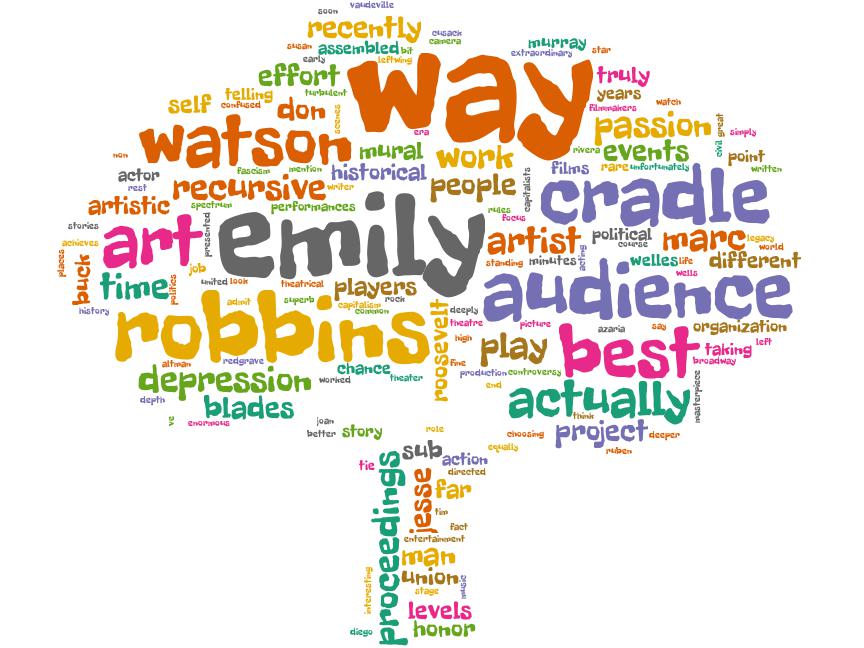 soon
vaudeville
recently
cusack
camera
susan
assembled
bit
murray
star
extraordinary
early
leftwing
way
effort
truly
turbulent
telling
years
self
confused
don
scenes
filmmakers
watch
era
passion
great
simply
civil
watson
mural
work
rivera
events
non
fascism
mention
historical
films
rare
unfortunately
point
written
actor
rest
recursive
writer
people
capitalists
cradle
artistic
spectrum
performances
rules
focus
stories
presented
art
emily
artist
political
course
marc
legacy
world
achieves
places
buck
politics
job
standing
minutes
acting
welles
life
wells
different
time
united
look
theatrical
players
audience
history
admit
superb
rock
capitalism
common
robbins
roosevelt
deeply
theatre
picture
azaria
say
organization
high
play
best
taking
left
broadway
altman
redgrave
chance
fine
production
controversy
depression
worked
theater
end
actually
masterpiece
depth
blades
ve
enormous
think
joan
better
story
role
choosing
project
deeper
equally
ruben
sub
tie
action
directed
proceedings
jesse
far
tim
fact
entertainment
man
interesting
union
music
stage
levels
diego
honor